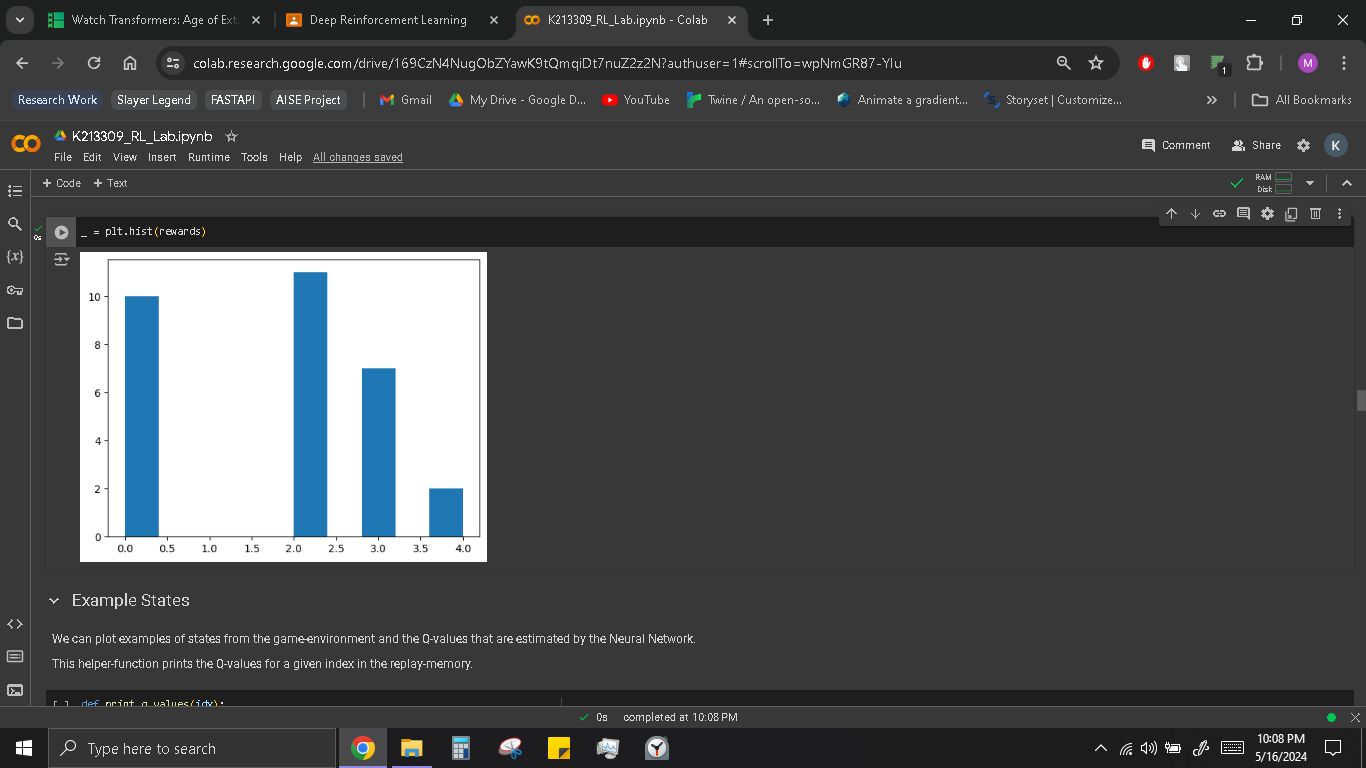 Watch Transformers: Age of Ext
Deep Reinforcement Learning
K213309_RL_Lab.ipynb - Colab
colab.research.google.com/drive/169CzN4NugObZYawK9tQmqiDt7nuZ2z2N?authuser=1#scrollTo=wpNmGR87-Ylu
1
M
Research Work
Slayer Legend
FASTAPI
AISE Project
Gmail
My Drive - Google D...
YouTube
Twine / An open-so...
Animate a gradient...
Storyset | Customize...
All Bookmarks
K213309_RL_Lab.ipynb
Comment
Share
K
File Edit View Insert Runtime Tools Help All changes saved
+ Code + Text
RAM
Disk
0s
_ = plt.hist(rewards)
{x}
10
8
6
4
2
0
0.0 0.5 1.0 1.5 2.0 2.5 3.0 3.5 4.0
Example States
We can plot examples of states from the game-environment and the Q-values that are estimated by the Neural Network.
This helper-function prints the Q-values for a given index in the replay-memory.
[ ] def print_q_values(idx):
0s completed at 10:08 PM
Type here to search
10:08 PM
5/16/2024